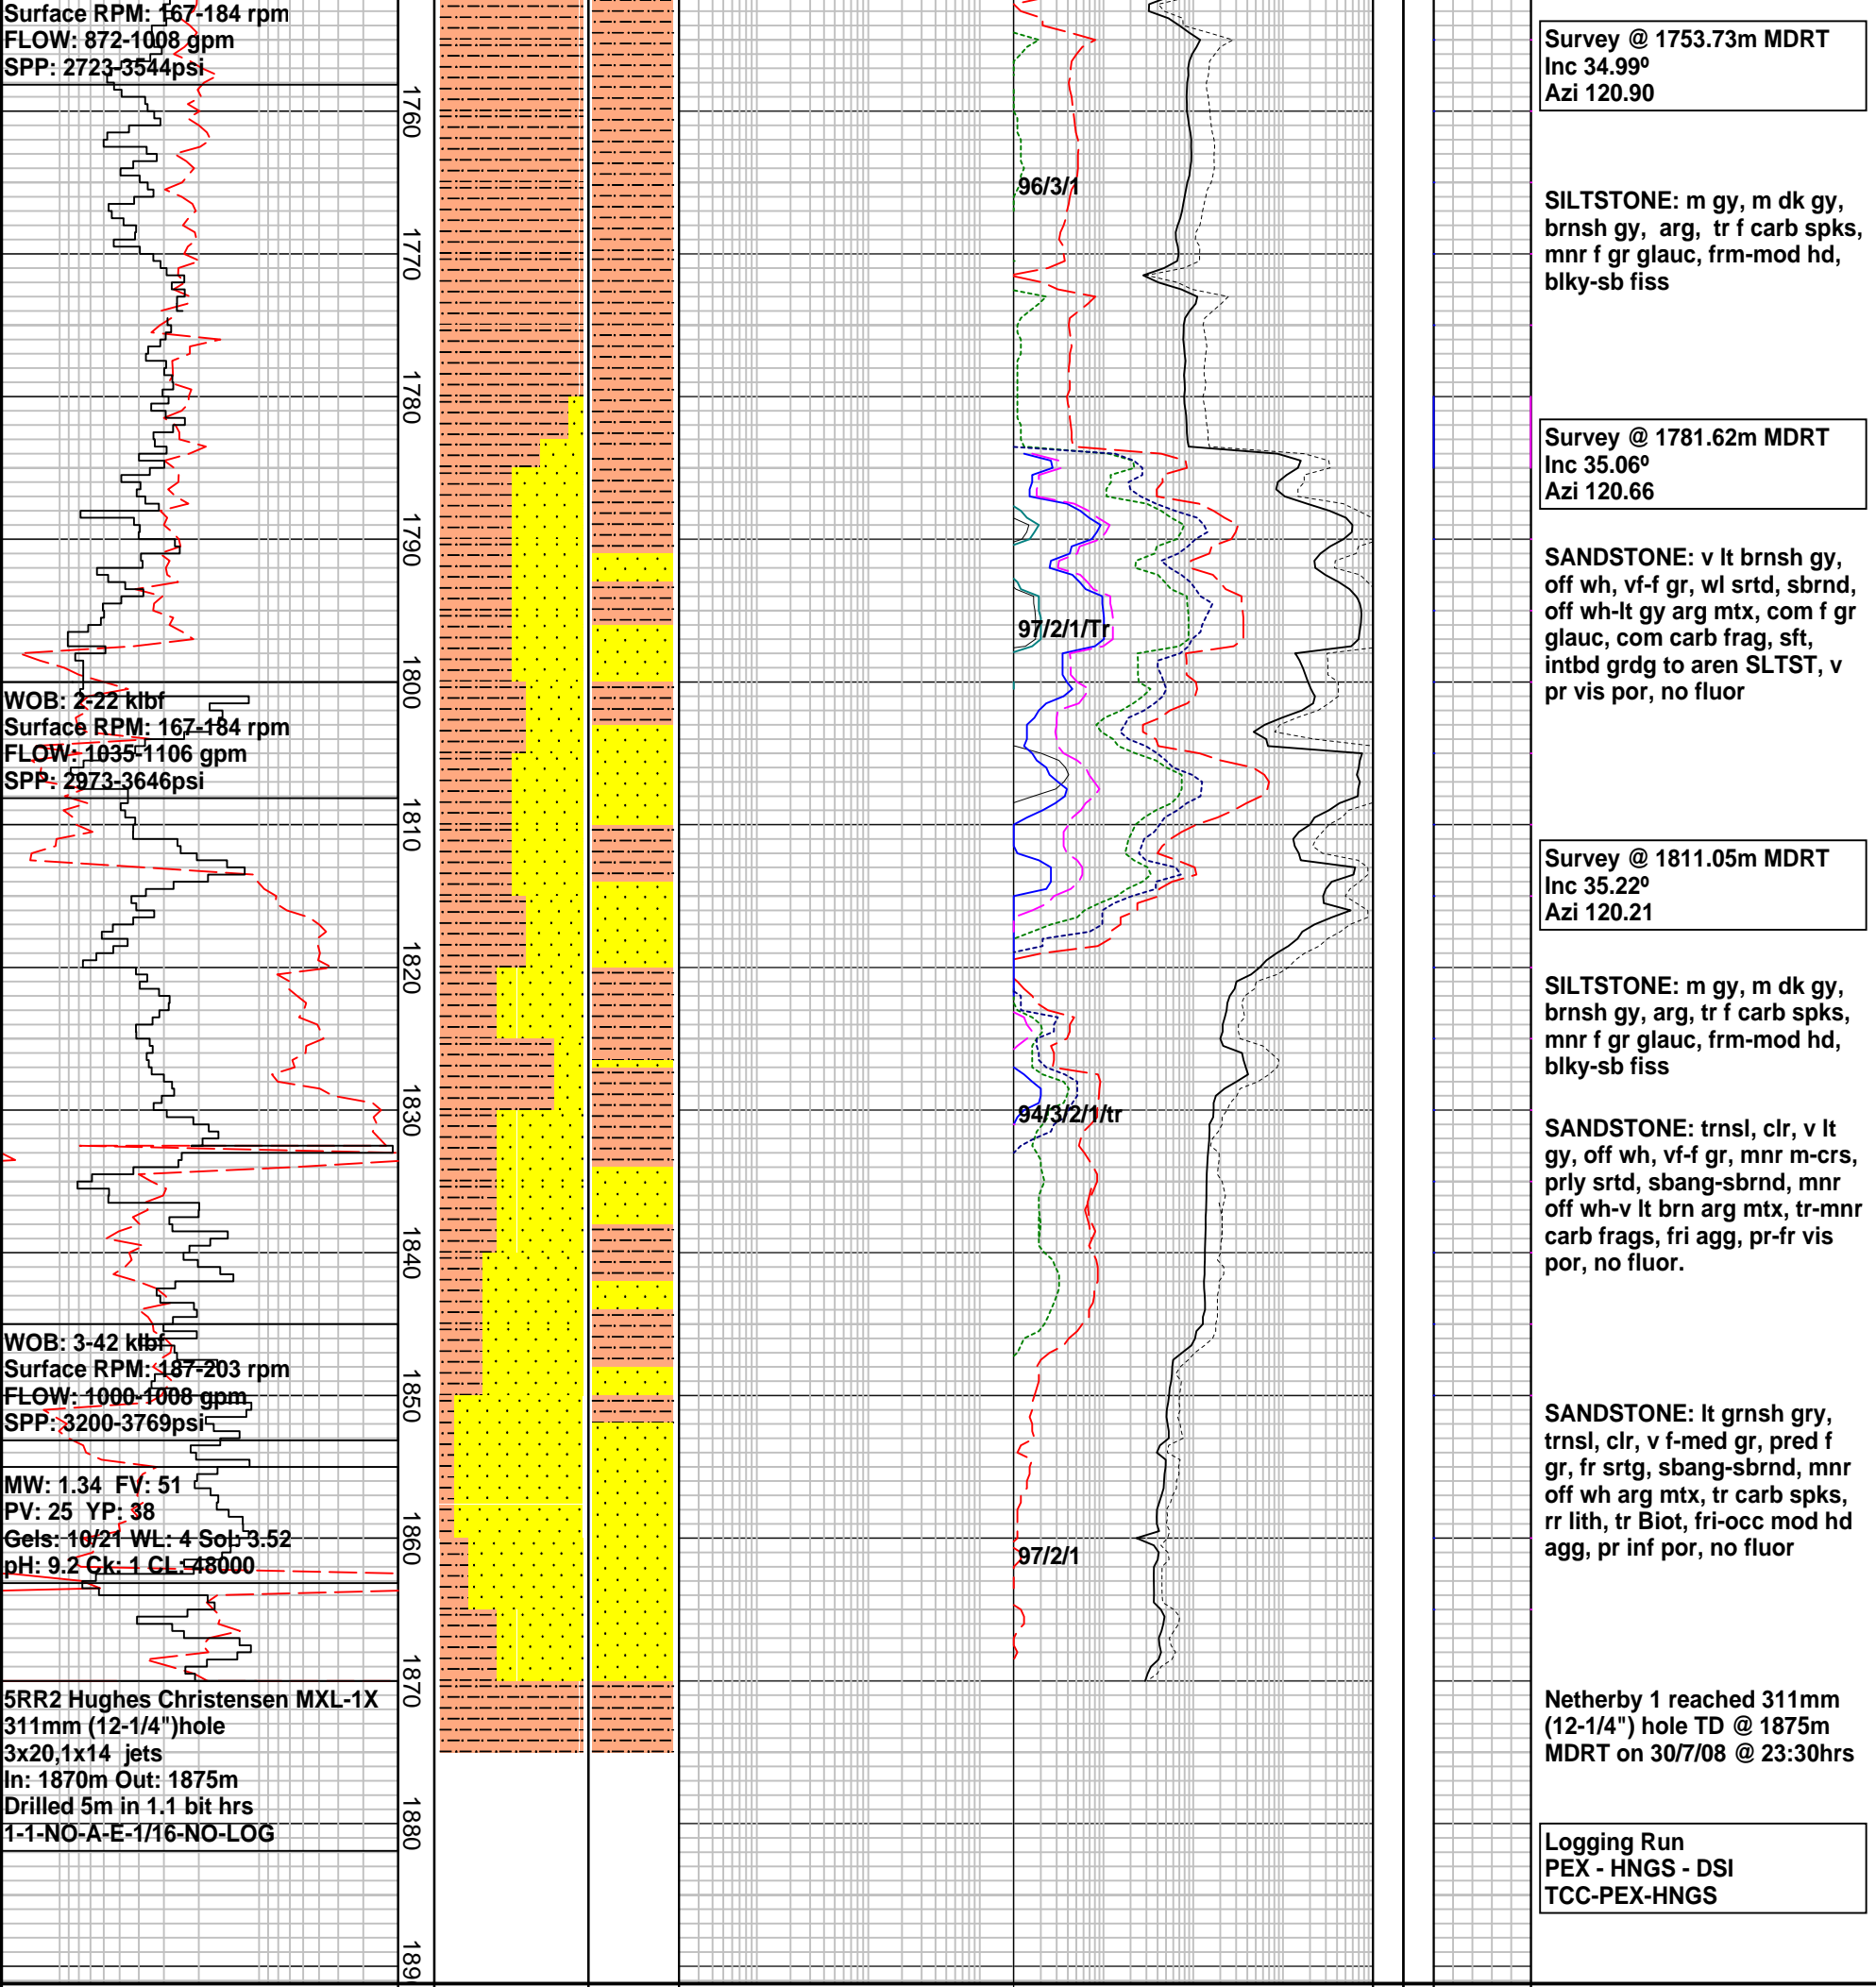 Surface RPM: 167-184 rpm
FLOW: 872-1008 gpm
SPP: 2723-3544psi
WOB: 2-22 klbf
Surface RPM: 167-184 rpm
FLOW: 1035-1106 gpm
SPP: 2973-3646psi
WOB: 3-42 klbf
Surface RPM: 187-203 rpm
FLOW: 1000-1008 gpm
SPP: 3200-3769psi
MW: 1.34 FV: 51
PV: 25 YP: 38
Gels: 10/21 WL: 4 Sol: 3.52
pH: 9.2 Ck: 1 CL: 48000
5RR2 Hughes Christensen MXL-1X
311mm (12-1/4")hole
3x20,1x14 jets
In: 1870m Out: 1875m
Drilled 5m in 1.1 bit hrs
1-1-NO-A-E-1/16-NO-LOG
1760
1770
1780
1790
1800
1810
1820
1830
1840
1850
1860
1870
1880
96/3/1
97/2/1/Tr
94/3/2/1/tr
97/2/1
Survey @ 1753.73m MDRT
Inc 34.99º
Azi 120.90
SILTSTONE: m gy, m dk gy,
brnsh gy, arg, tr f carb spks,
mnr f gr glauc, frm-mod hd,
blky-sb fiss
Survey @ 1781.62m MDRT
Inc 35.06º
Azi 120.66
SANDSTONE: v lt brnsh gy,
off wh, vf-f gr, wl srtd, sbrnd,
off wh-lt gy arg mtx, com f gr
glauc, com carb frag, sft,
intbd grdg to aren SLTST, v
pr vis por, no fluor
Survey @ 1811.05m MDRT
Inc 35.22º
Azi 120.21
SILTSTONE: m gy, m dk gy,
brnsh gy, arg, tr f carb spks,
mnr f gr glauc, frm-mod hd,
blky-sb fiss
SANDSTONE: trnsl, clr, v lt
gy, off wh, vf-f gr, mnr m-crs,
prly srtd, sbang-sbrnd, mnr
off wh-v lt brn arg mtx, tr-mnr
carb frags, fri agg, pr-fr vis
por, no fluor.
SANDSTONE: lt grnsh gry,
trnsl, clr, v f-med gr, pred f
gr, fr srtg, sbang-sbrnd, mnr
off wh arg mtx, tr carb spks,
rr lith, tr Biot, fri-occ mod hd
agg, pr inf por, no fluor
Netherby 1 reached 311mm
(12-1/4") hole TD @ 1875m
MDRT on 30/7/08 @ 23:30hrs
Logging Run
PEX - HNGS - DSI
TCC-PEX-HNGS